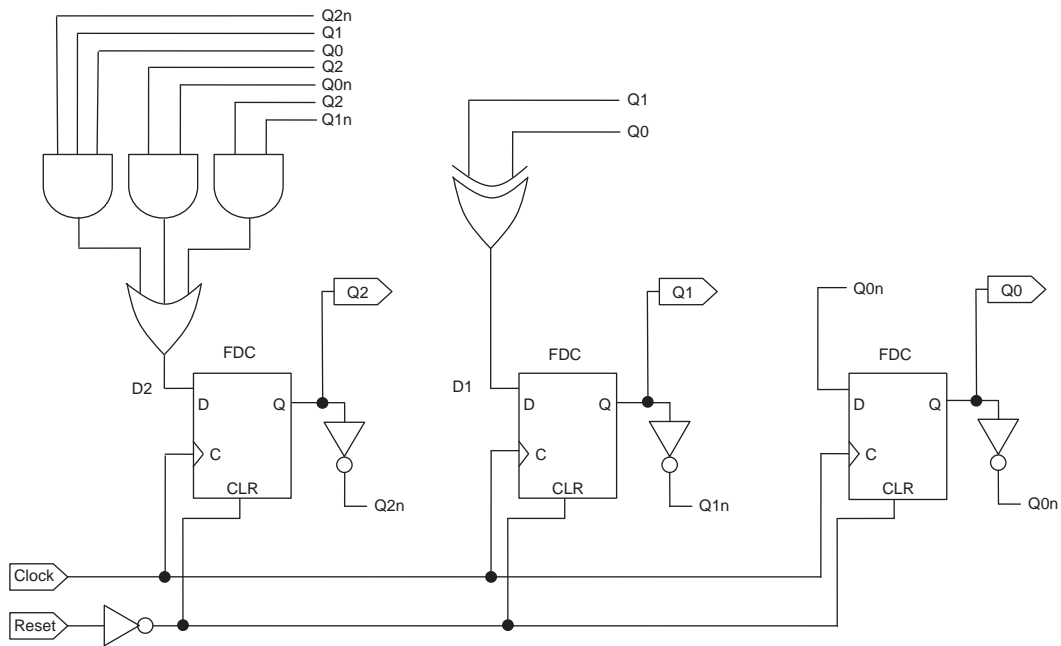 Q2n
Q1
Q0
Q2
Q0n
Q2
Q1n
Q1
Q0
Q2
Q1
Q0n
Q0
FDC
FDC
FDC
D2
D1
D
Q
D
Q
D
Q
C
C
C
CLR
CLR
CLR
Q2n
Q1n
Q0n
Clock
Reset